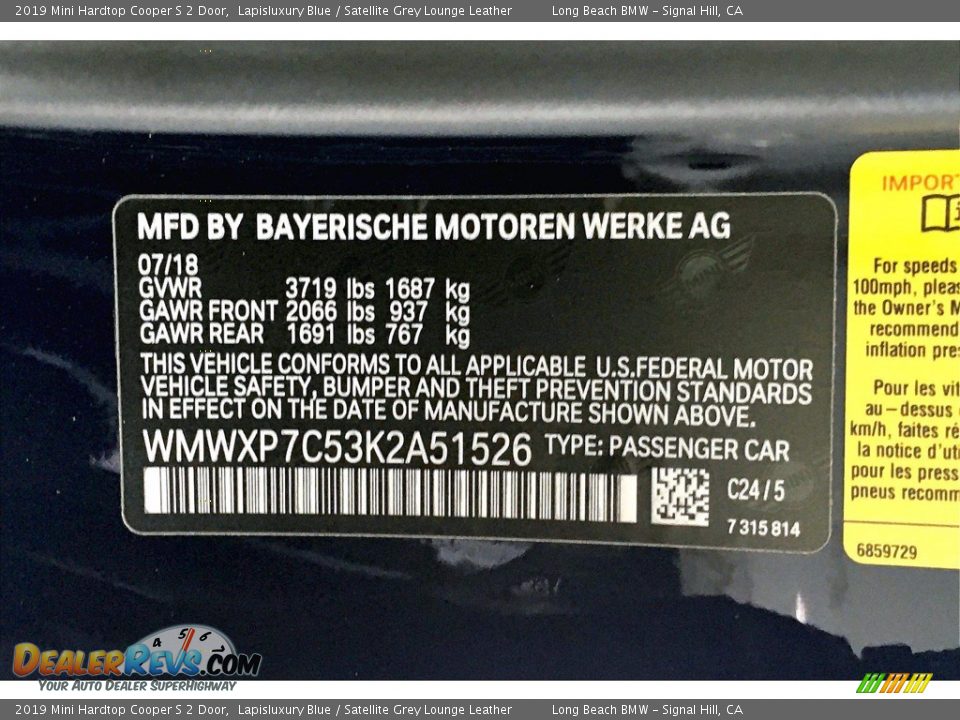 2019 Mini Hardtop Cooper S 2 Door,  Lapisluxury Blue / Satellite Grey Lounge Leather  Long Beach BMW - Signal Hill, CA
MFD BY BAYERISCHE MOTOREN WERKE AG
07/18
GVWR 3719 lbs 1687 kg
GAWR FRONT 2066 lbs 937 kg
GAWR REAR 1691 lbs 767 kg
THIS VEHICLE CONFORMS TO ALL APPLICABLE U.S.FEDERAL MOTOR
VEHICLE SAFETY, BUMPER AND THEFT PREVENTION STANDARDS
IN EFFECT ON THE DATE OF MANUFACTURE SHOWN ABOVE.
WMWXP7C53K2A51526 TYPE: PASSENGER CAR
C24/5
7315814
IMPORT
For speeds
100mph, pleas
the Owner's M
recommend
inflation pres
Pour les vit
au-dessus
km/h, faites ré
la notice d'uti
pour les press
pneus recomm
6859729
4 5 6
DEALERREVS.COM
YOUR AUTO DEALER SUPERHIGHWAY
2019 Mini Hardtop Cooper S 2 Door,  Lapisluxury Blue / Satellite Grey Lounge Leather  Long Beach BMW - Signal Hill, CA